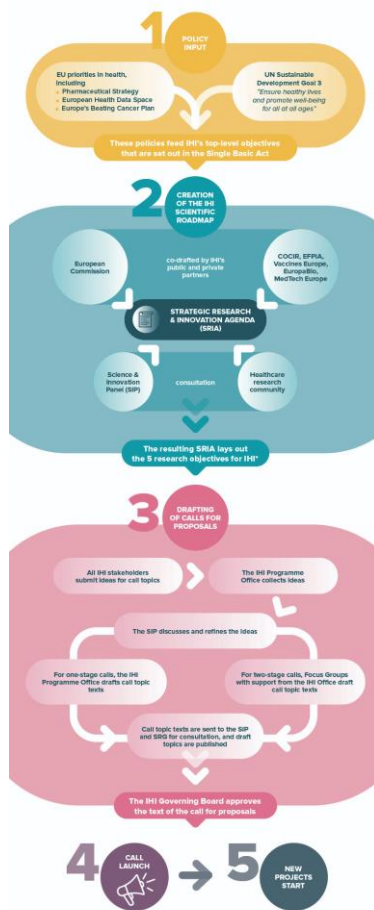 1
POLICY
INPUT
EU priorities in health,
including
Pharmaceutical Strategy
European Health Data Space
Europe's Beating Cancer Plan
UN Sustainable
Development Goal 3
"Ensure healthy lives
and promote well-being
for all at all ages"
These policies feed IHI's top-level objectives
that are set out in the Single Basic Act
2
CREATION
OF THE IHI
SCIENTIFIC
ROADMAP
European
Commission
co-drafted by IHI's
public and private
partners
COCIR, EFPIA,
Vaccines Europe,
EuropaBio,
MedTech Europe
STRATEGIC RESEARCH
& INNOVATION AGENDA
(SRIA)
Science &
Innovation
Panel (SIP)
consultation
Healthcare
research
community
The resulting SRIA lays out
the 5 research objectives for IHI*
3
DRAFTING
OF CALLS FOR
PROPOSALS
All IHI stakeholders
submit ideas for call topics
The IHI Programme
Office collects ideas
The SIP discusses and refines the ideas
For one-stage calls, the IHI
Programme Office drafts call topic
texts
For two-stage calls, Focus Groups
with support from the IHI Office draft
call topic texts
Call topic texts are sent to the SIP
and SRG for consultation, and draft
topics are published
The IHI Governing Board approves
the text of the call for proposals
4
CALL
LAUNCH
5
NEW
PROJECTS
START